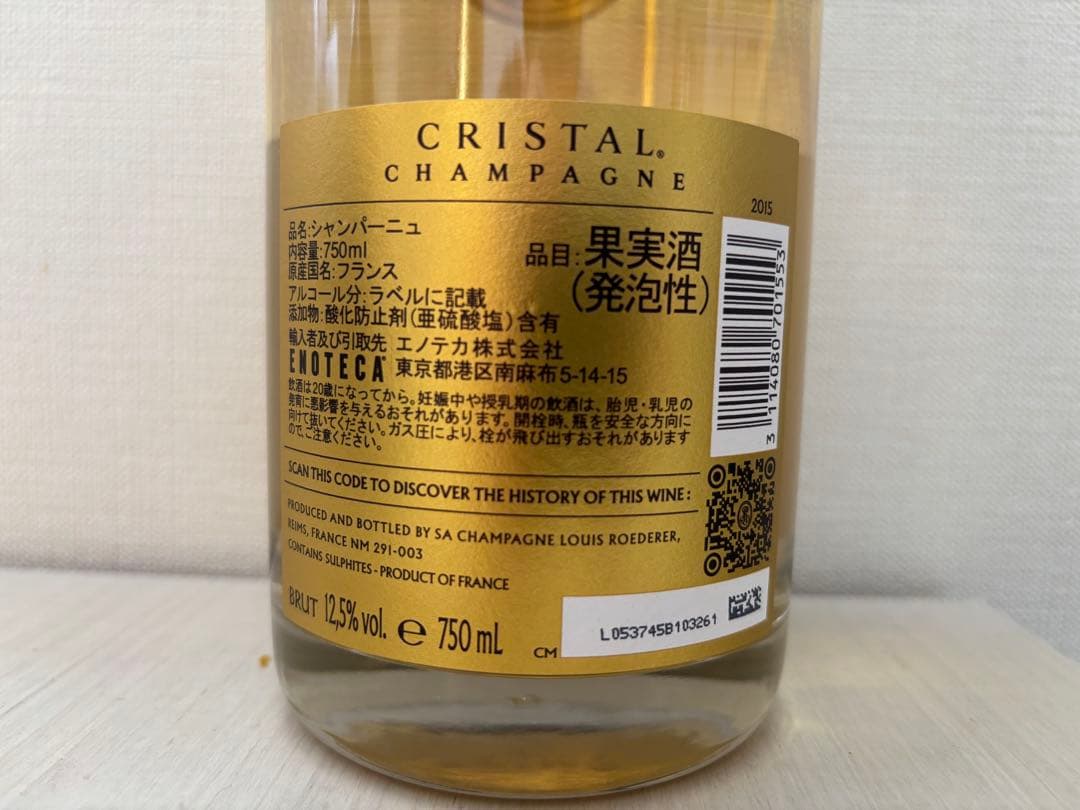 CRISTAL®
CHAMPAGNE
2015
品名:シャンパーニュ
内容量:750ml
原産国名:フランス
品目:果実酒
(発泡性)
アルコール分:ラベルに記載
添加物:酸化防止剤(亜硫酸塩)含有
輸入者及び引取先 エノテカ株式会社
ENOTECA 東京都港区南麻布5-14-15
飲酒は20歳になってから。妊娠中や授乳期の飲酒は、胎児・乳児の
発育に悪影響を与えるおそれがあります。開栓時、瓶を安全な方向に
向けて抜いてください。ガス圧により、栓が飛び出すおそれがあります
ので、ご注意ください。
3 114080 701553
SCAN THIS CODE TO DISCOVER THE HISTORY OF THIS WINE:
PRODUCED AND BOTTLED BY SA CHAMPAGNE LOUIS ROEDERER,
REIMS, FRANCE NM 291-003
CONTAINS SULPHITES - PRODUCT OF FRANCE
BRUT 12,5% vol. ℮ 750 mL
CM
L053745B103261